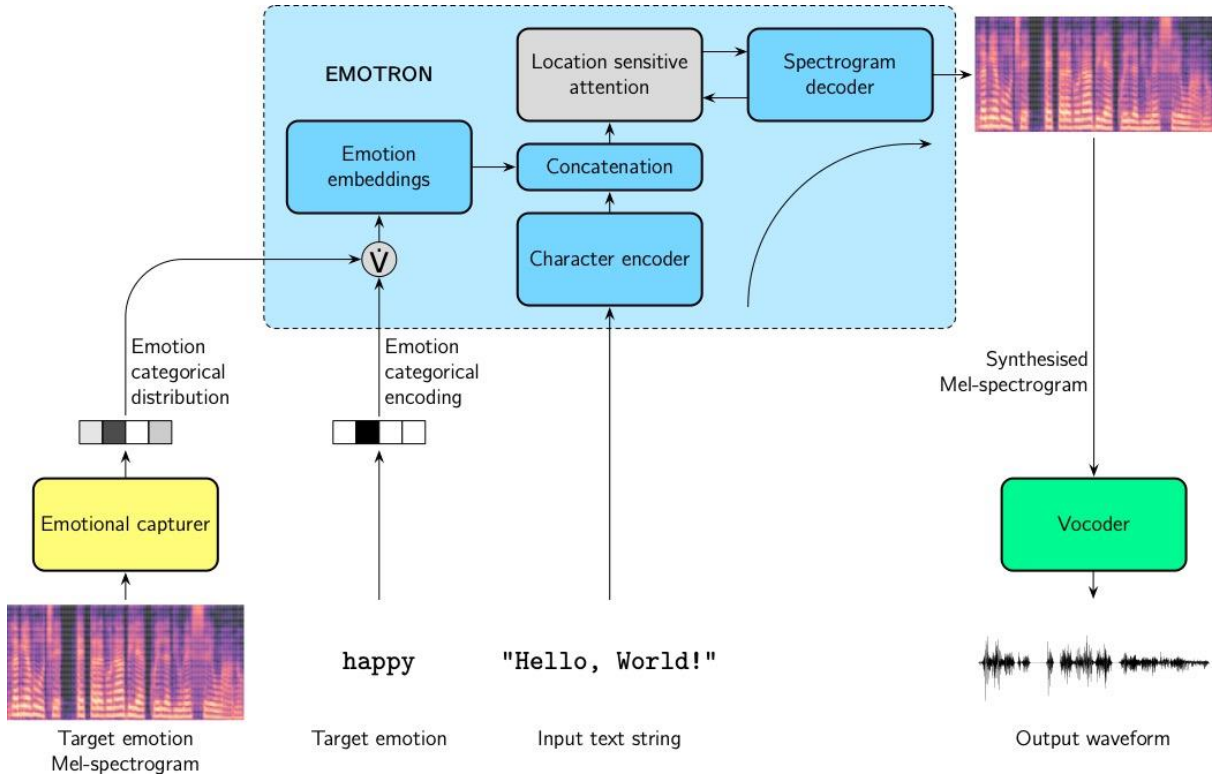 EMOTRON
Location sensitive
attention
Spectrogram
decoder
Emotion
embeddings
Concatenation
Character encoder
V̇
Emotion
categorical
distribution
Emotion
categorical
encoding
Synthesised
Mel-spectrogram
Emotional capturer
Vocoder
happy
"Hello, World!"
Target emotion
Mel-spectrogram
Target emotion
Input text string
Output waveform